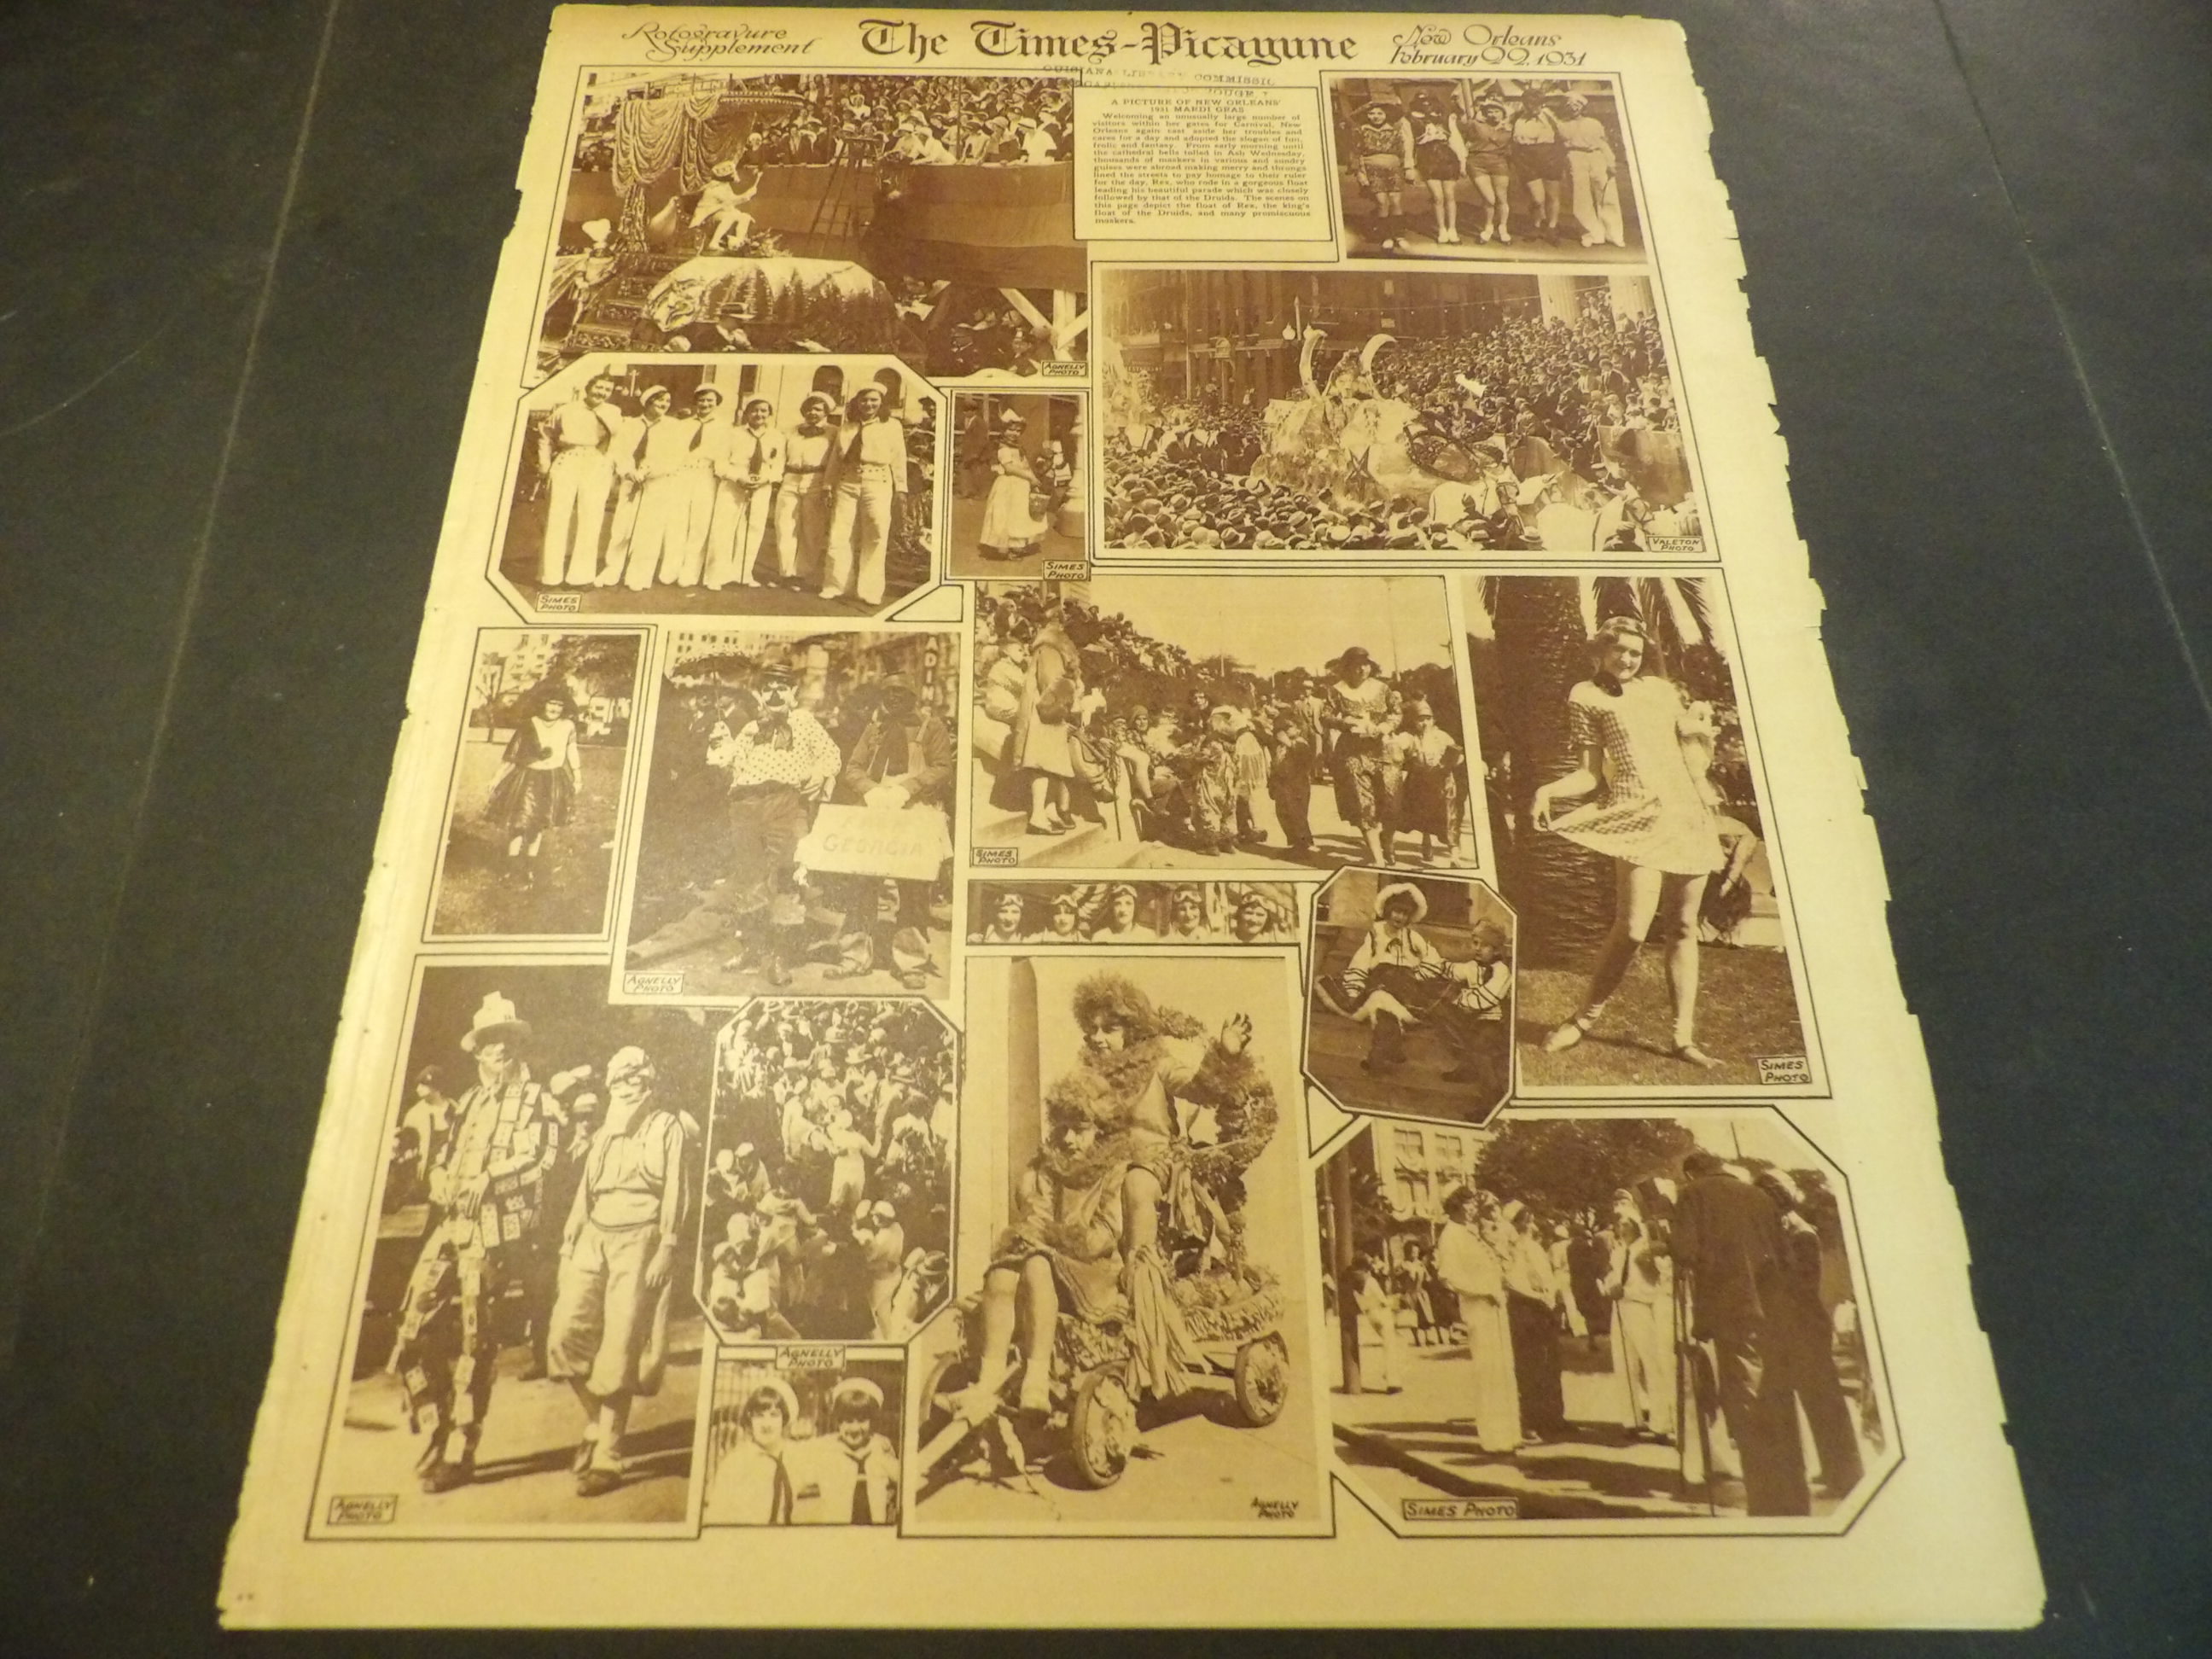 Rotogravure
Supplement
The Times-Picayune
New Orleans
February 22, 1931
COMMISSI
A PICTURE OF NEW ORLEANS'
1931 MARDI GRAS
Welcoming an unusually large number of
visitors within her gates for Carnival, New
Orleans again cast aside her troubles and
cares for a day and adopted the slogan of fun,
frolic and fantasy. From early morning until
the cathedral bells tolled in Ash Wednesday,
thousands of maskers in various and sundry
guises were abroad making merry and throngs
lined the streets to pay homage to their ruler
for the day, Rex, who rode in a gorgeous float
leading his beautiful parade which was closely
followed by that of the Druids. The scenes on
this page depict the float of Rex, the king's
float of the Druids, and many promiscuous
maskers.
AGNELLY
PHOTO
VALETON
PHOTO
SIMES
PHOTO
SIMES
PHOTO
GEORGIA
SIMES
PHOTO
AGNELLY
PHOTO
SIMES
PHOTO
AGNELLY
PHOTO
AGNELLY
PHOTO
AGNELLY
PHOTO
SIMES PHOTO